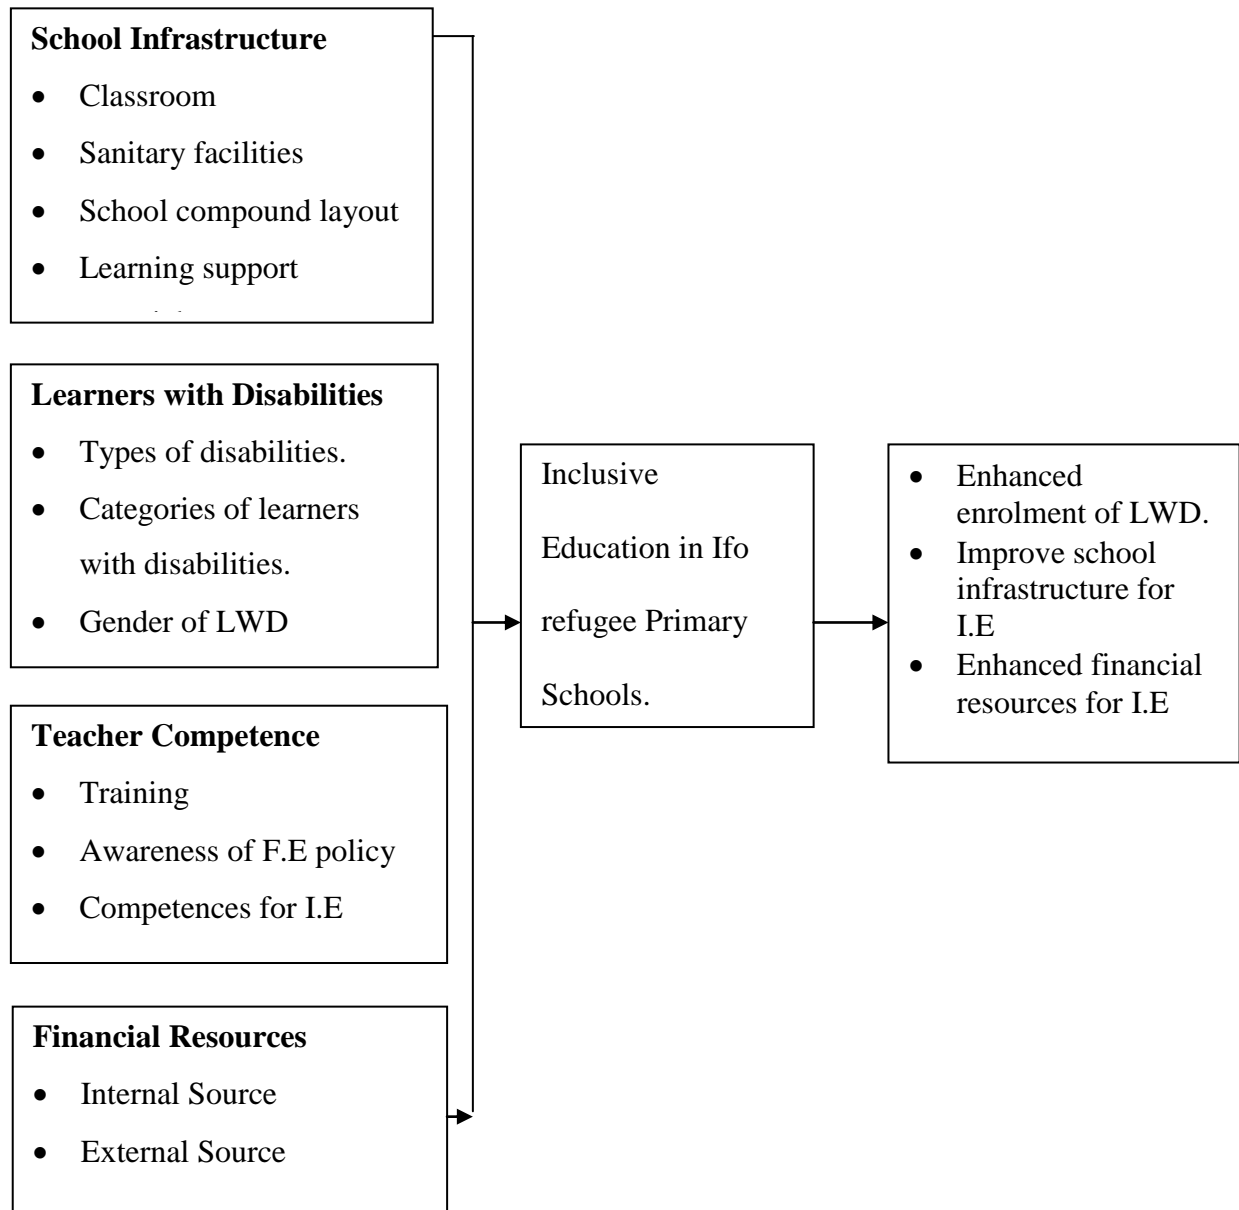 School Infrastructure
• Classroom
• Sanitary facilities
• School compound layout
• Learning support
Learners with Disabilities
• Types of disabilities.
• Categories of learners
with disabilities.
• Gender of LWD
Teacher Competence
• Training
• Awareness of F.E policy
• Competences for I.E
Financial Resources
• Internal Source
• External Source
Inclusive
Education in Ifo
refugee Primary
Schools.
• Enhanced
enrolment of LWD.
• Improve school
infrastructure for
I.E
• Enhanced financial
resources for I.E